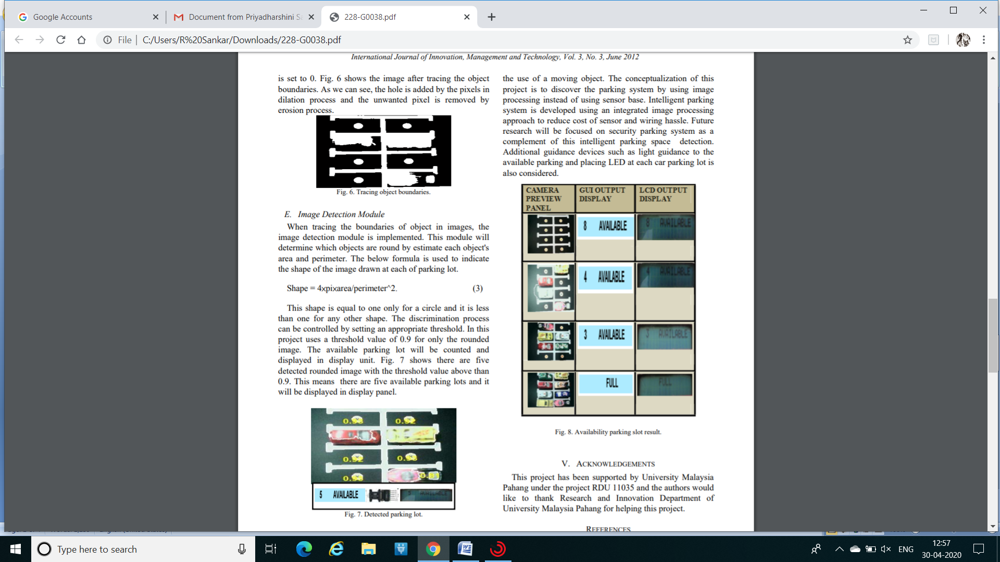 Google Accounts
Document from Priyadharshini Sa
228-G0038.pdf
File
C:/Users/R%20Sankar/Downloads/228-G0038.pdf
International Journal of Innovation, Management and Technology, Vol. 3, No. 3, June 2012
is set to 0. Fig. 6 shows the image after tracing the object
boundaries. As we can see, the hole is added by the pixels in
dilation process and the unwanted pixel is removed by
erosion process.
Fig. 6. Tracing object boundaries.
E. Image Detection Module
When tracing the boundaries of object in images, the
image detection module is implemented. This module will
determine which objects are round by estimate each object's
area and perimeter. The below formula is used to indicate
the shape of the image drawn at each of parking lot.
Shape = 4xpixarea/perimeter^2. (3)
This shape is equal to one only for a circle and it is less
than one for any other shape. The discrimination process
can be controlled by setting an appropriate threshold. In this
project uses a threshold value of 0.9 for only the rounded
image. The available parking lot will be counted and
displayed in display unit. Fig. 7 shows there are five
detected rounded image with the threshold value above than
0.9. This means there are five available parking lots and it
will be displayed in display panel.
5 AVAILABLE
5 AVAILABLE
Fig. 7. Detected parking lot.
the use of a moving object. The conceptualization of this
project is to discover the parking system by using image
processing instead of using sensor base. Intelligent parking
system is developed using an integrated image processing
approach to reduce cost of sensor and wiring hassle. Future
research will be focused on security parking system as a
complement of this intelligent parking space detection.
Additional guidance devices such as light guidance to the
available parking and placing LED at each car parking lot is
also considered.
CAMERA PREVIEW PANEL
GUI OUTPUT DISPLAY
LCD OUTPUT DISPLAY
8 AVAILABLE
8 AVAILABLE
4 AVAILABLE
4 AVAILABLE
3 AVAILABLE
3 AVAILABLE
FULL
FULL
Fig. 8. Availability parking slot result.
V. ACKNOWLEDGEMENTS
This project has been supported by University Malaysia
Pahang under the project RDU 11035 and the authors would
like to thank Research and Innovation Department of
University Malaysia Pahang for helping this project.
REFERENCES
Type here to search
ENG
12:57
30-04-2020